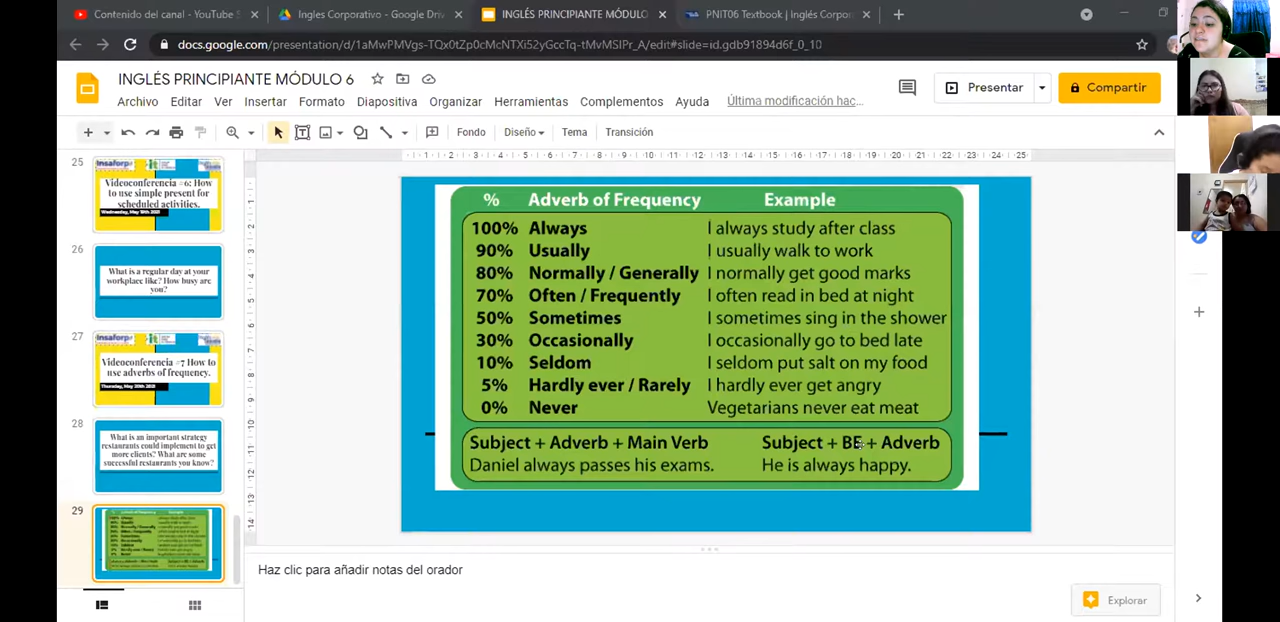 Contenido del canal - YouTube S
Ingles Corporativo - Google Driv
INGLÉS PRINCIPIANTE MÓDULO
PNIT06 Textbook | Inglés Corpor
docs.google.com/presentation/d/1aMwPMVgs-TQx0tZp0cMcNTXi52yGccTq-tMvMSIPr_A/edit#slide=id.gdb91894d6f_0_10
INGLÉS PRINCIPIANTE MÓDULO 6
Archivo Editar Ver Insertar Formato Diapositiva Organizar Herramientas Complementos Ayuda Última modificación hac...
Presentar
Compartir
Fondo Diseño Tema Transición
25
Insaforp
Videoconferencia #6: How
to use simple present for
scheduled activities.
Wednesday, May 19th 2021
26
What is a regular day at your
workplace like? How busy are
you?
27
Insaforp
Videoconferencia #7 How to
use adverbs of frequency.
Thursday, May 20th 2021
28
What is an important strategy
restaurants could implement to get
more clients? What are some
successful restaurants you know?
29
% Adverb of Frequency Example
100% Always I always study after class
90% Usually I usually walk to work
80% Normally / Generally I normally get good marks
70% Often / Frequently I often read in bed at night
50% Sometimes I sometimes sing in the shower
30% Occasionally I occasionally go to bed late
10% Seldom I seldom put salt on my food
5% Hardly ever / Rarely I hardly ever get angry
0% Never Vegetarians never eat meat
Subject + Adverb + Main Verb Subject + BE + Adverb
Daniel always passes his exams. He is always happy.
Haz clic para añadir notas del orador
Explorar